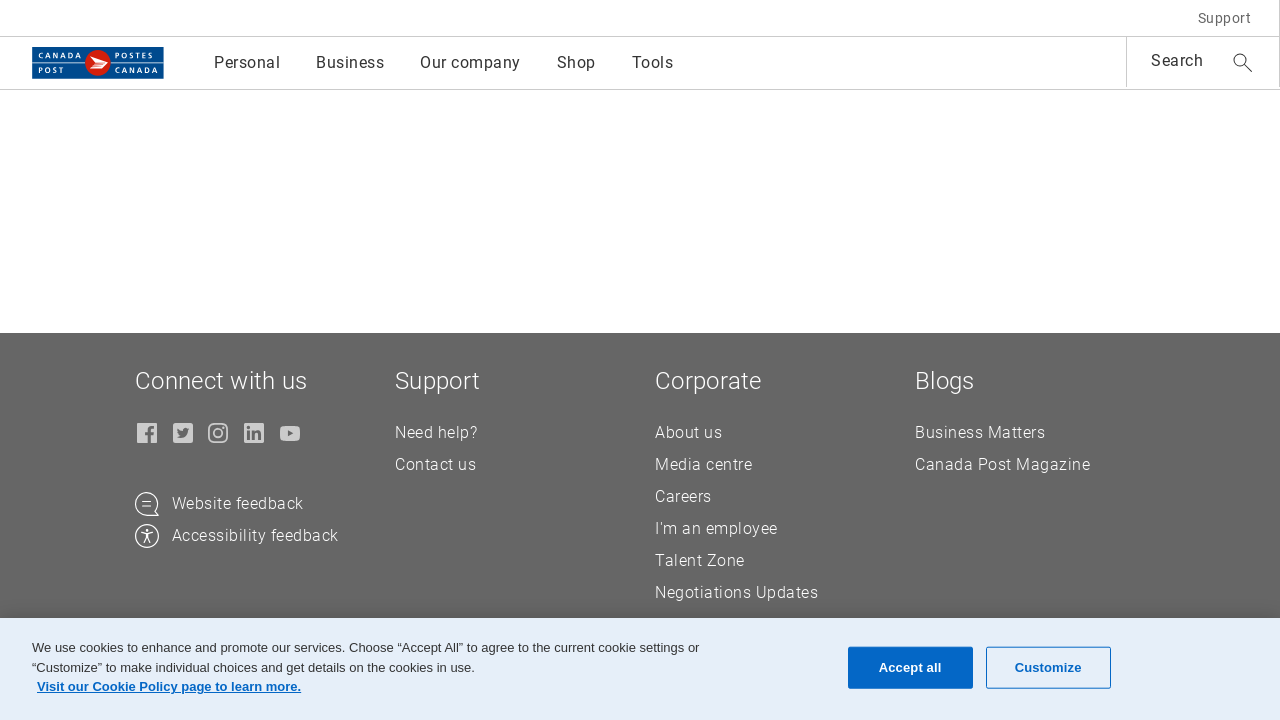 Support
CANADA POST
POSTES CANADA
Personal
Business
Our company
Shop
Tools
Search
Connect with us
Website feedback
Accessibility feedback
Support
Need help?
Contact us
Corporate
About us
Media centre
Careers
I'm an employee
Talent Zone
Negotiations Updates
Blogs
Business Matters
Canada Post Magazine
We use cookies to enhance and promote our services. Choose “Accept All” to agree to the current cookie settings or
“Customize” to make individual choices and get details on the cookies in use.
Visit our Cookie Policy page to learn more.
Accept all
Customize